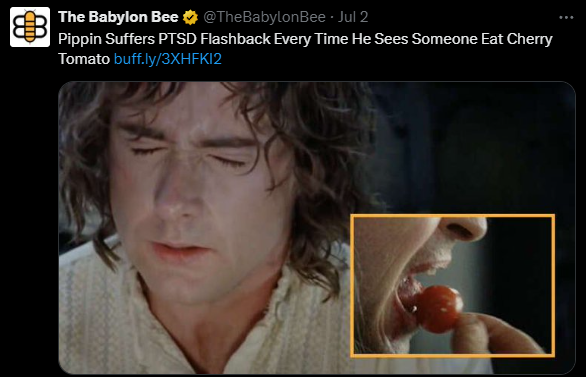 The Babylon Bee @TheBabylonBee · Jul 2
Pippin Suffers PTSD Flashback Every Time He Sees Someone Eat Cherry
Tomato buff.ly/3XHFKI2